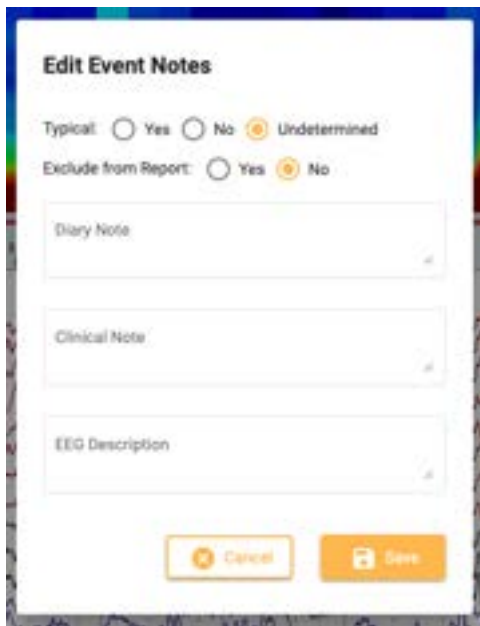 Edit Event Notes
Typical: Yes No Undetermined
Exclude from Report: Yes No
Diary Note
Clinical Note
EEG Description
Cancel Save